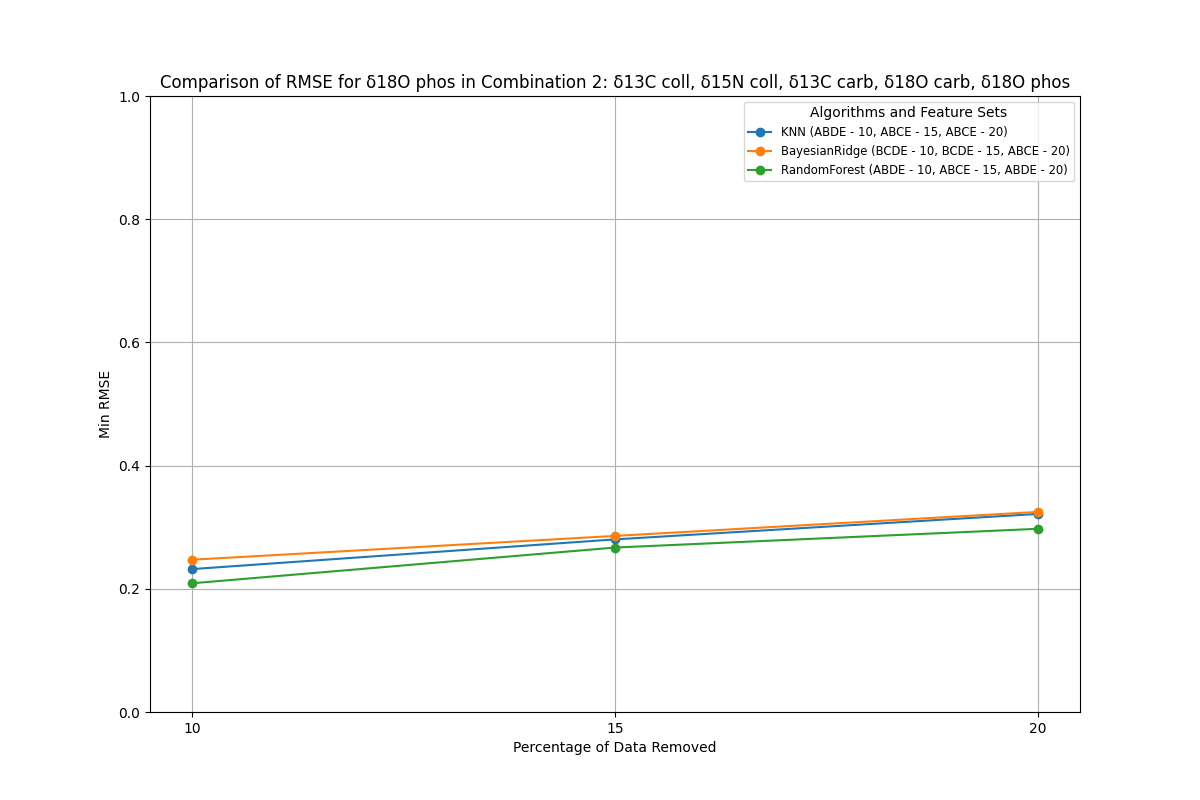 Comparison of RMSE for δ18O phos in Combination 2: δ13C coll, δ15N coll, δ13C carb, δ18O carb, δ18O phos
1.0
0.8
0.6
0.4
0.2
0.0
Min RMSE
Algorithms and Feature Sets
KNN (ABDE - 10, ABCE - 15, ABCE - 20)
BayesianRidge (BCDE - 10, BCDE - 15, ABCE - 20)
RandomForest (ABDE - 10, ABCE - 15, ABDE - 20)
10
15
20
Percentage of Data Removed